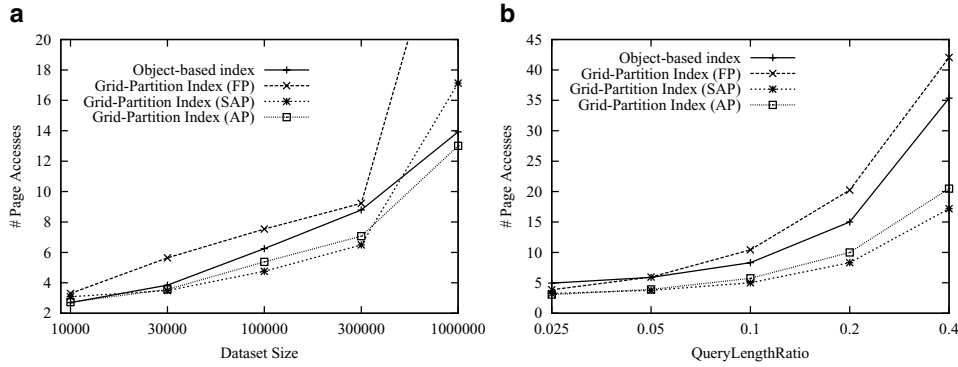 a
20
18
16
14
12
10
8
6
4
2
# Page Accesses
Object-based index
Grid-Partition Index (FP)
Grid-Partition Index (SAP)
Grid-Partition Index (AP)
10000
30000
100000
300000
1000000
Dataset Size
b
45
40
35
30
25
20
15
10
5
0
# Page Accesses
Object-based index
Grid-Partition Index (FP)
Grid-Partition Index (SAP)
Grid-Partition Index (AP)
0.025
0.05
0.1
0.2
0.4
QueryLengthRatio